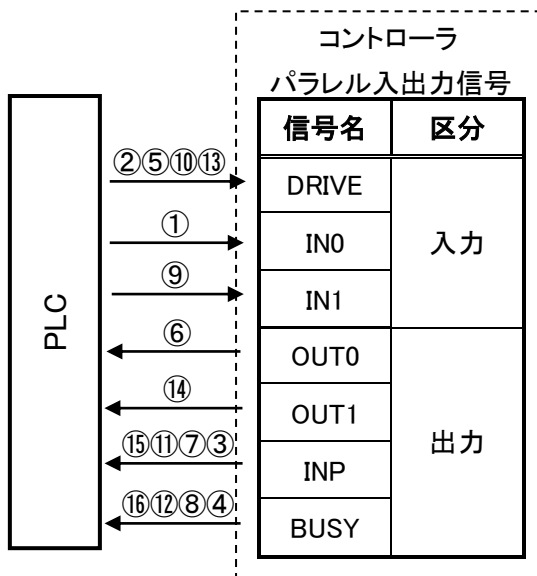 コントローラ
パラレル入出力信号
信号名 区分
②⑤⑩⑬
DRIVE
①
IN0
入力
⑨
IN1
PLC
⑥
OUT0
⑭
OUT1
出力
⑮⑪⑦③
INP
⑯⑫⑧④
BUSY